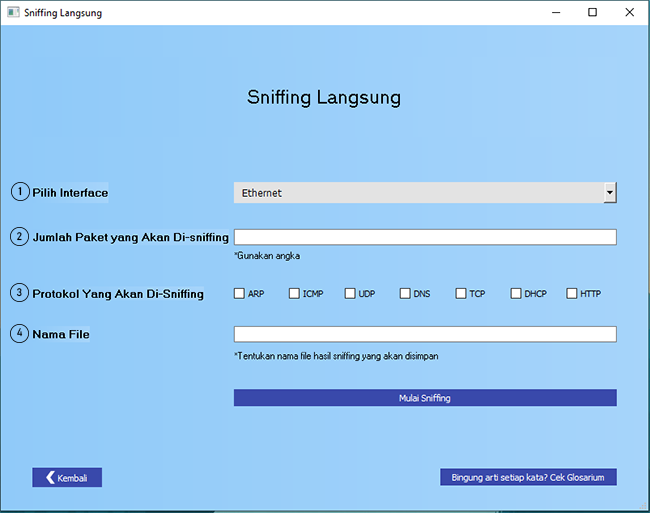 Sniffing Langsung
Sniffing Langsung
1 Pilih Interface
Ethernet
2 Jumlah Paket yang Akan Di-sniffing
*Gunakan angka
3 Protokol Yang Akan Di-Sniffing
ARP ICMP UDP DNS TCP DHCP HTTP
4 Nama File
*Tentukan nama file hasil sniffing yang akan disimpan
Mulai Sniffing
Kembali
Bingung arti setiap kata? Cek Glosarium